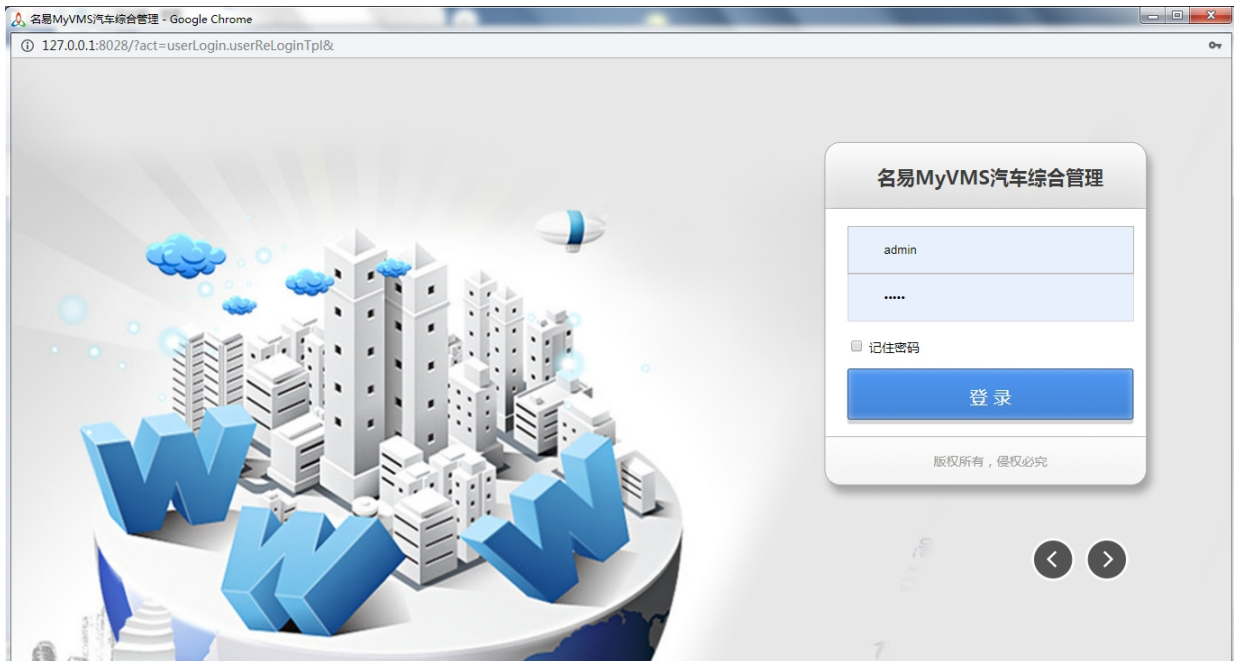 名易MyVMS汽车综合管理 - Google Chrome
127.0.0.1:8028/?act=userLogin.userReLoginTpl&
名易MyVMS汽车综合管理
admin
•••••
记住密码
登 录
版权所有，侵权必究
W
W
W